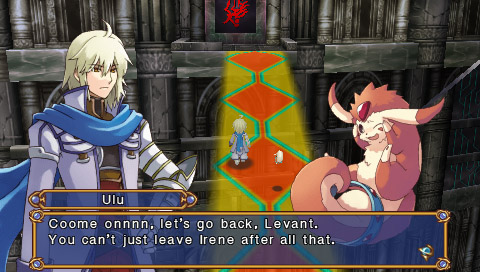 Ulu
Coome onnnn, let's go back, Levant.
You can't just leave Irene after all that.